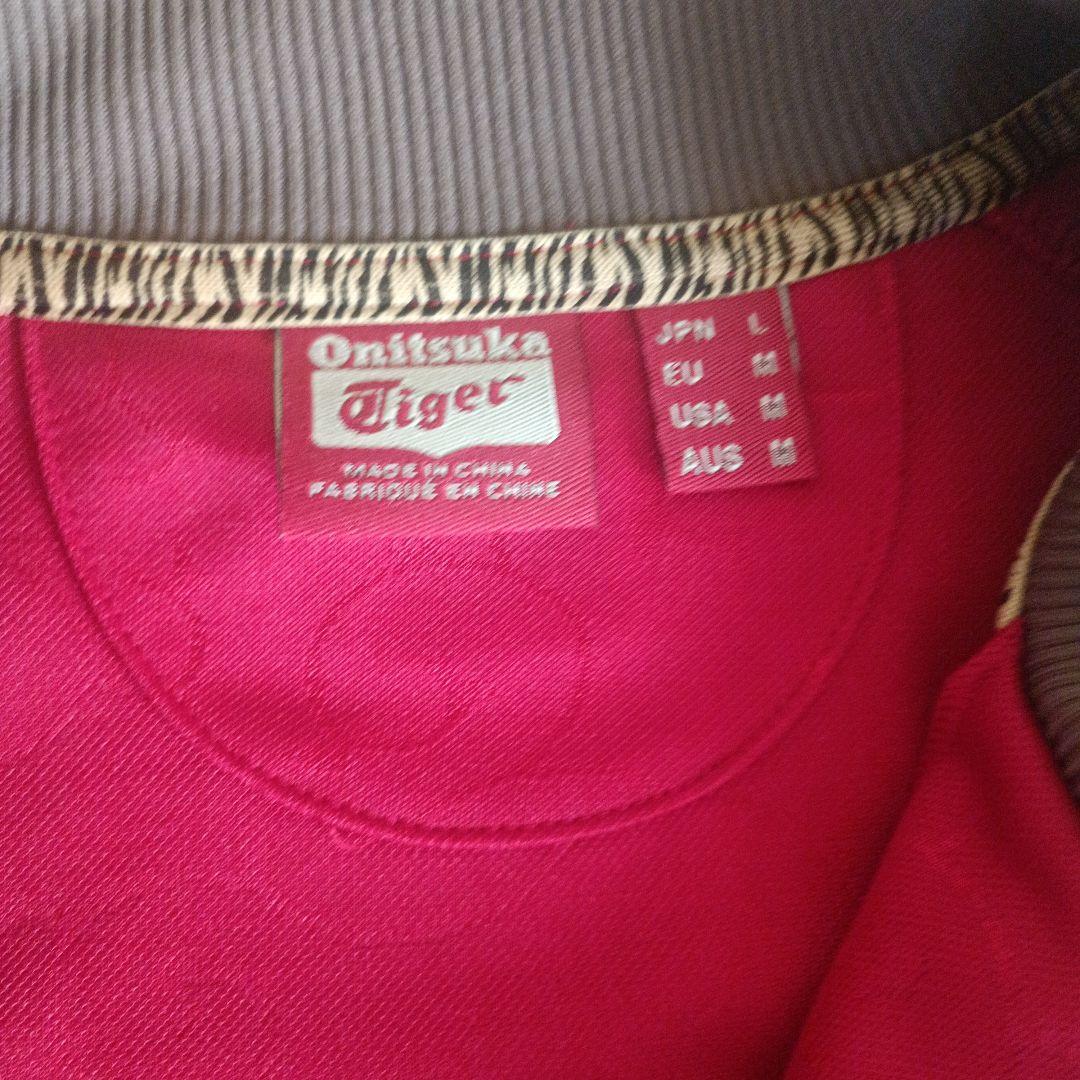 Onitsuka
Tiger
MADE IN CHINA
FABRIQUÉ EN CHINE
JPN L
EU M
USA M
AUS M